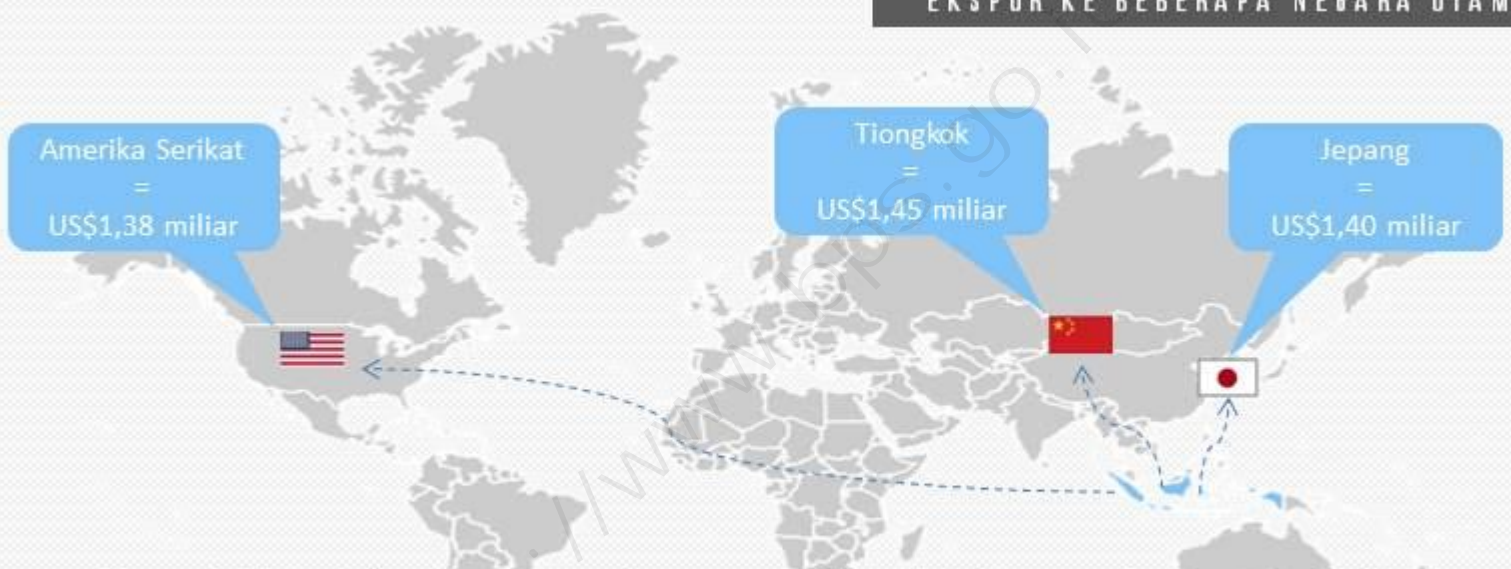 EKSPOR KE BEBERAPA NEGARA UTAM
Amerika Serikat
=
US$1,38 miliar
Tiongkok
=
US$1,45 miliar
Jepang
=
US$1,40 miliar